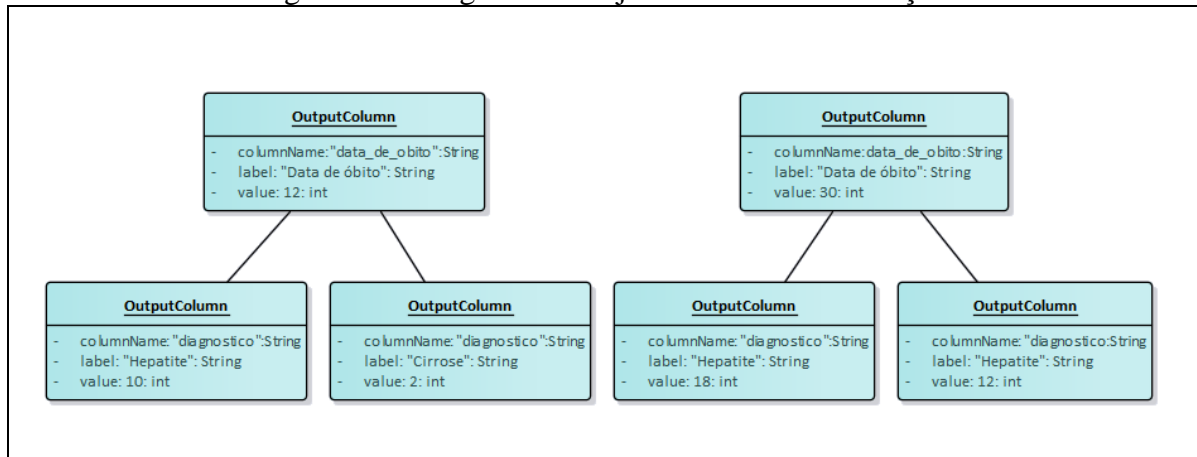 OutputColumn
- columnName:"data_de_obito":String
- label: "Data de óbito": String
- value: 12: int
OutputColumn
- columnName:data_de_obito:String
- label: "Data de óbito": String
- value: 30: int
OutputColumn
- columnName:"diagnostico":String
- label: "Hepatite": String
- value: 10: int
OutputColumn
- columnName:"diagnostico":String
- label: "Cirrose": String
- value: 2: int
OutputColumn
- columnName:"diagnostico":String
- label: "Hepatite": String
- value: 18: int
OutputColumn
- columnName:"diagnostico:String
- label: "Hepatite": String
- value: 12: int